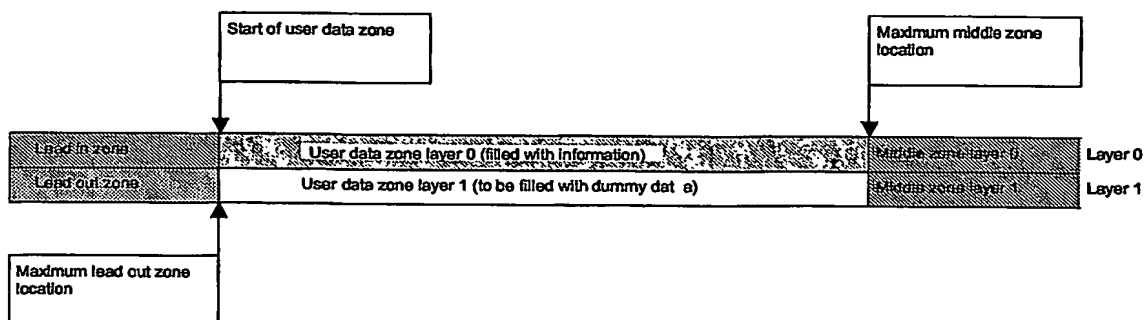 Start of user data zone
Maximum middle zone
location
Lead in zone
User data zone layer 0 (filled with information)
Middle zone layer 0
Layer 0
Lead out zone
User data zone layer 1 (to be filled with dummy dat a)
Middle zone layer 1
Layer 1
Maximum lead out zone
location